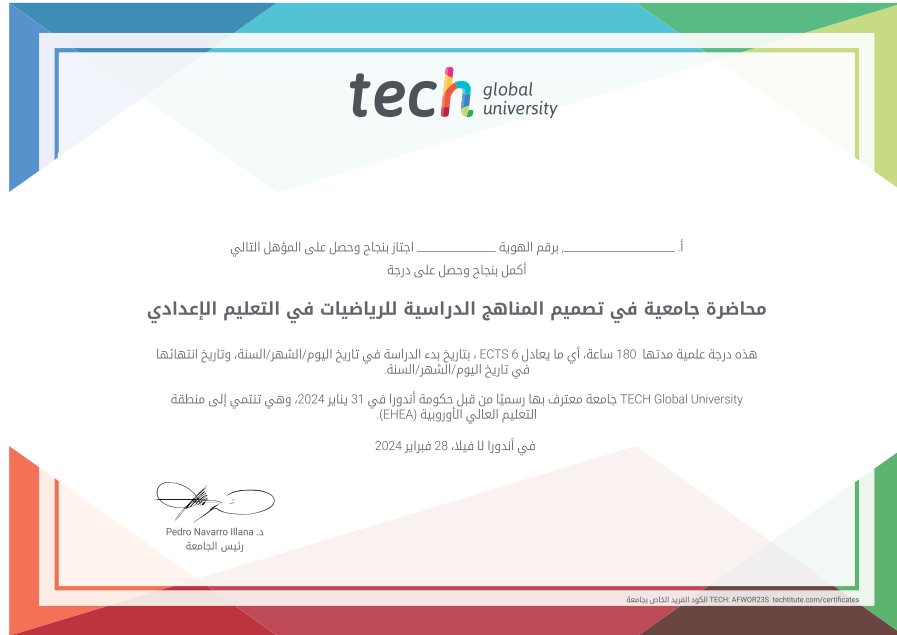 tech global university
أ. ____________________, برقم الهوية ______________ اجتاز بنجاح وحصل على المؤهل التالي
أكمل بنجاح وحصل على درجة
محاضرة جامعية في تصميم المناهج الدراسية للرياضيات في التعليم الإعدادي
هذه درجة علمية مدتها 180 ساعة، أي ما يعادل 6 ECTS ، بتاريخ بدء الدراسة في تاريخ اليوم/الشهر/السنة، وتاريخ انتهائها
في تاريخ اليوم/الشهر/السنة.
TECH Global University جامعة معترف بها رسميًا من قبل حكومة أندورا في 31 يناير 2024، وهي تنتمي إلى منطقة
التعليم العالي الأوروبية (EHEA).
في أندورا لا فيلا، 28 فبراير 2024
د. Pedro Navarro Illana
رئيس الجامعة
الكود الفريد الخاص بجامعة TECH: AFWOR23S techtitute.com/certificates